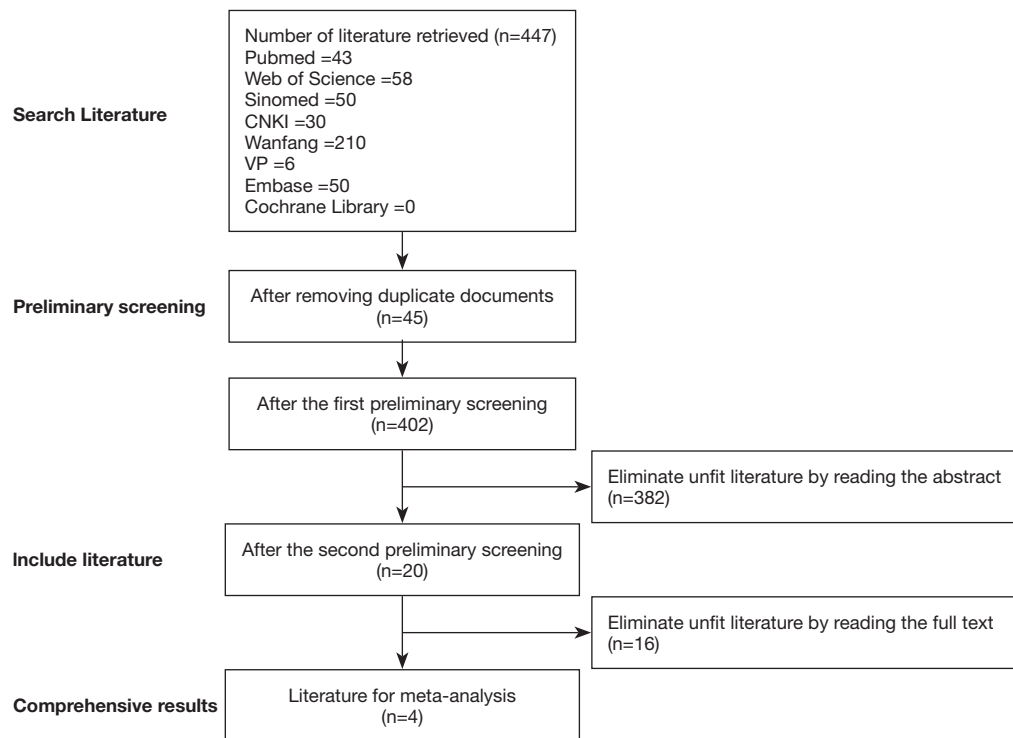 Search Literature
Number of literature retrieved (n=447)
Pubmed =43
Web of Science =58
Sinomed =50
CNKI =30
Wanfang =210
VP =6
Embase =50
Cochrane Library =0
Preliminary screening
After removing duplicate documents
(n=45)
After the first preliminary screening
(n=402)
Eliminate unfit literature by reading the abstract
(n=382)
Include literature
After the second preliminary screening
(n=20)
Eliminate unfit literature by reading the full text
(n=16)
Comprehensive results
Literature for meta-analysis
(n=4)